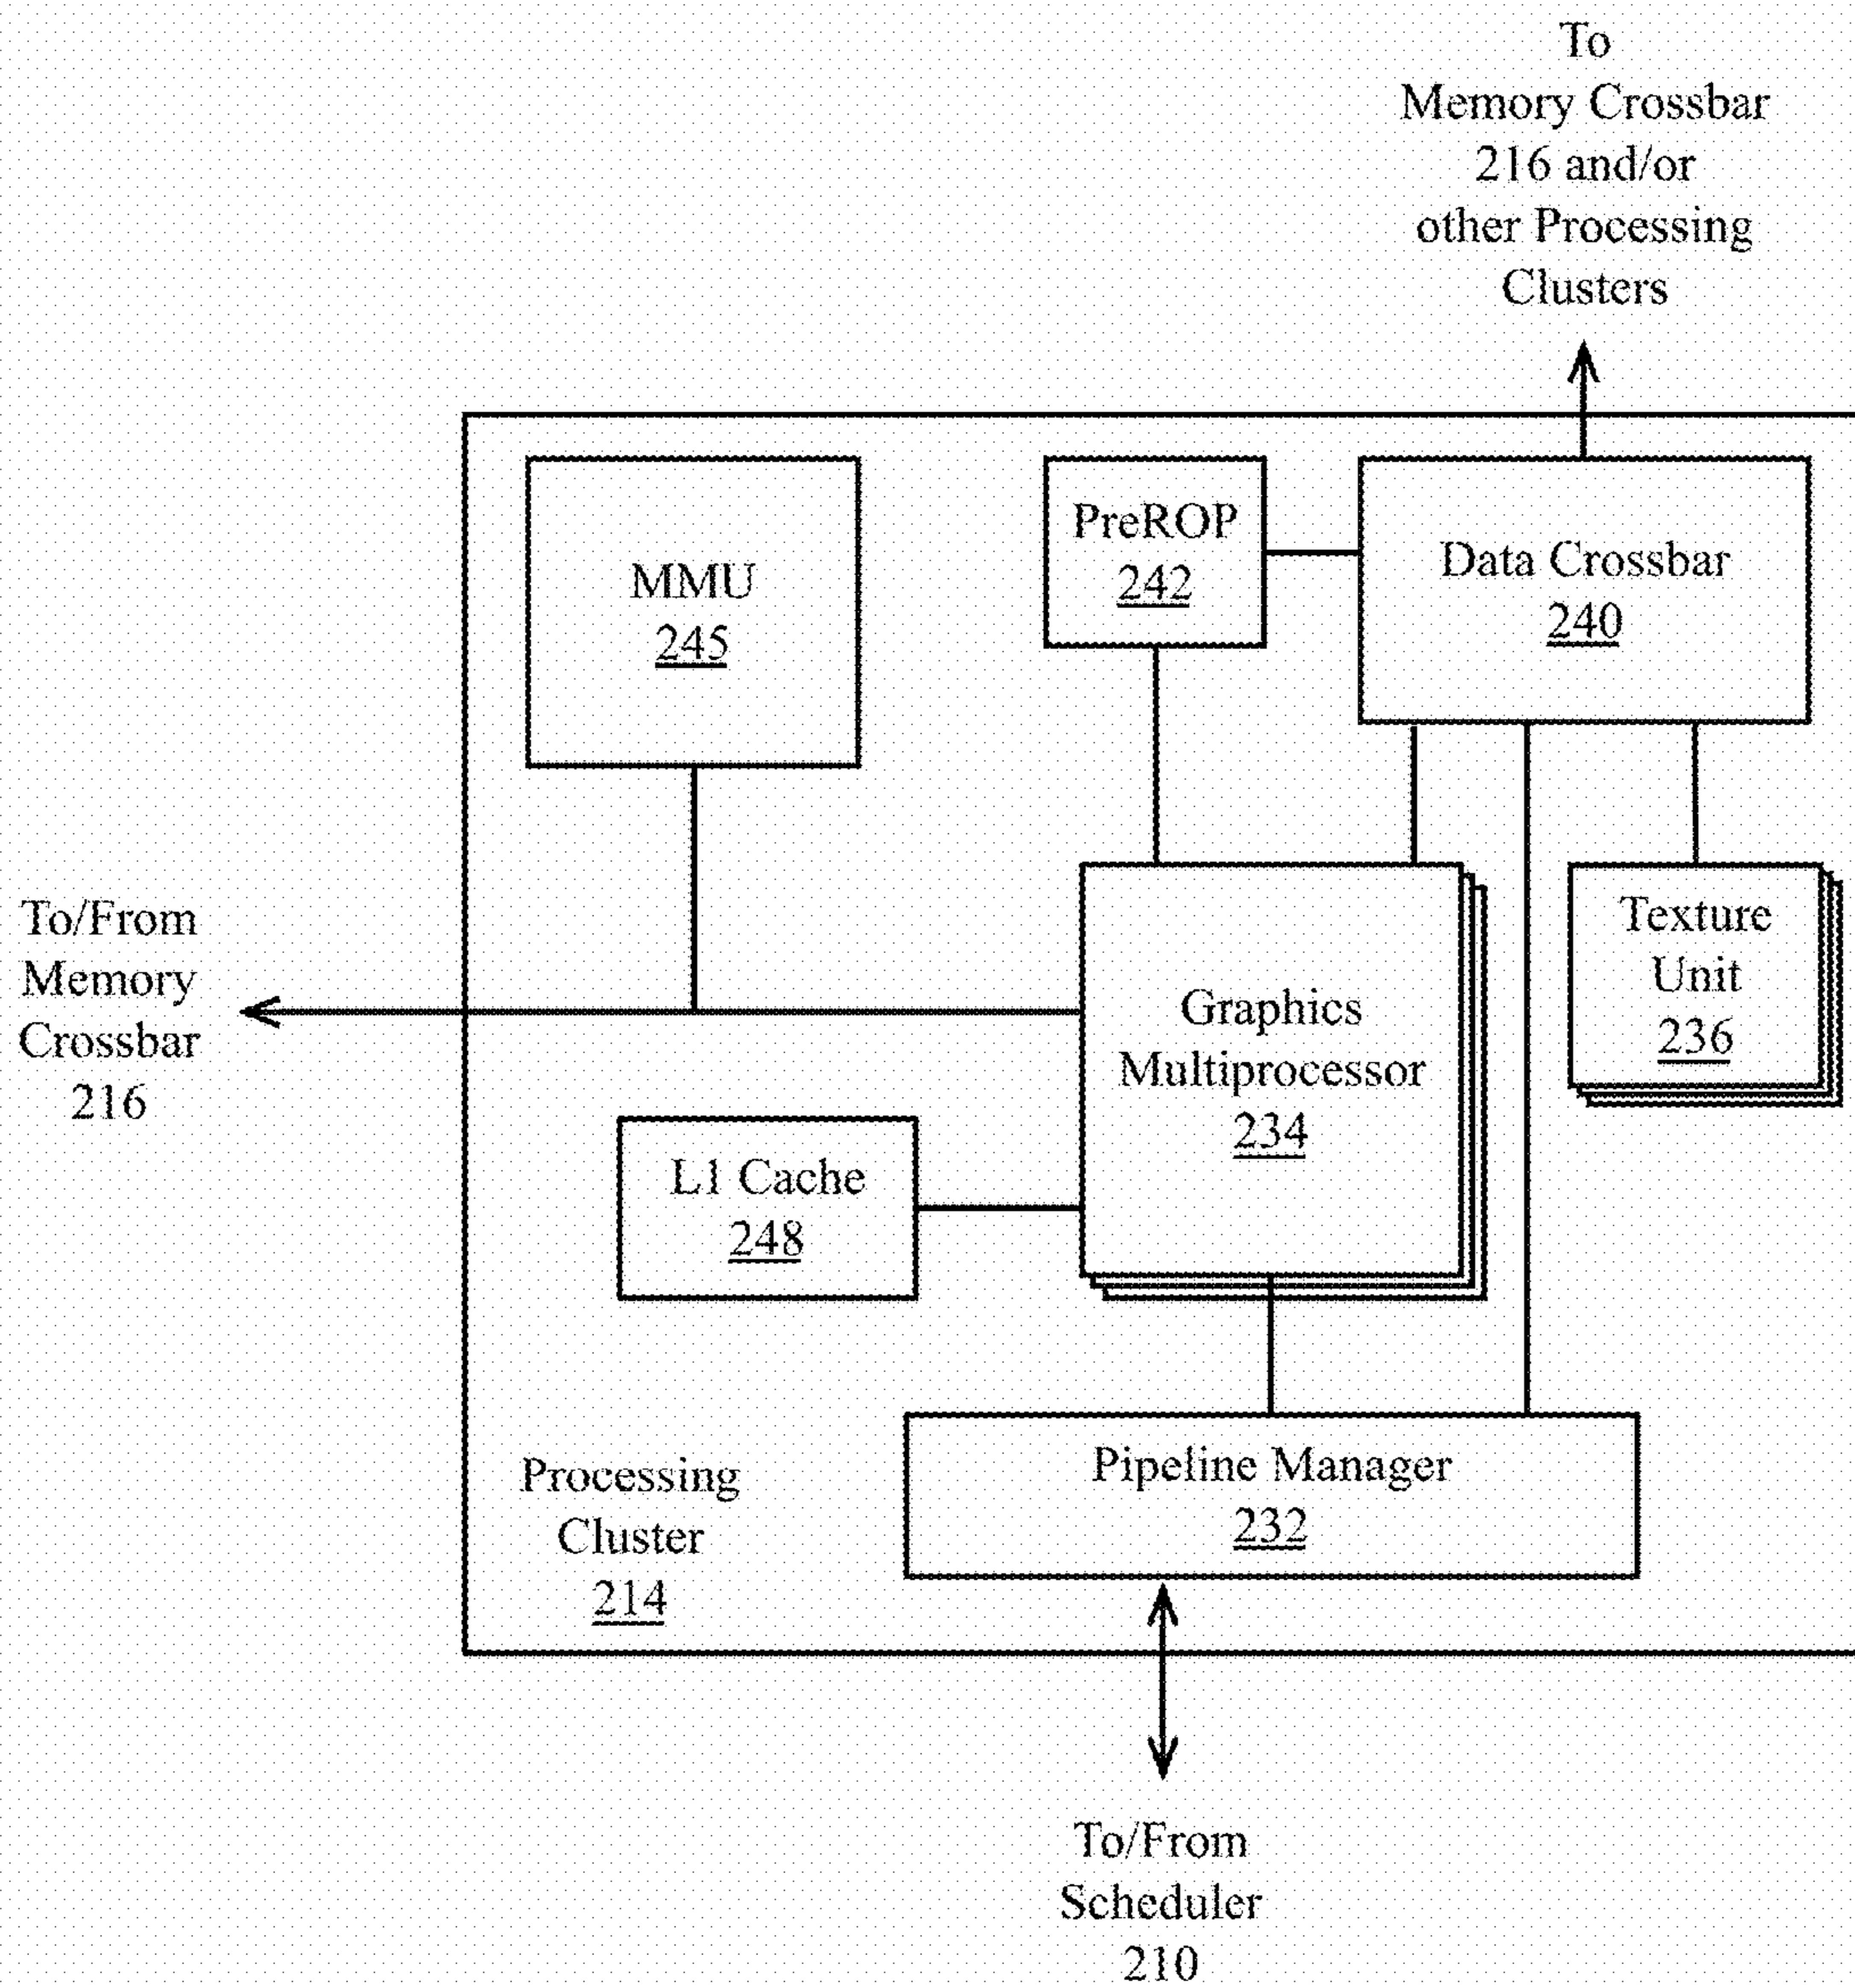 To
Memory Crossbar
216 and/or
other Processing
Clusters
MMU
245
PreROP
242
Data Crossbar
240
To/From
Memory
Crossbar
216
Graphics
Multiprocessor
234
Texture
Unit
236
L1 Cache
248
Processing
Cluster
214
Pipeline Manager
232
To/From
Scheduler
210